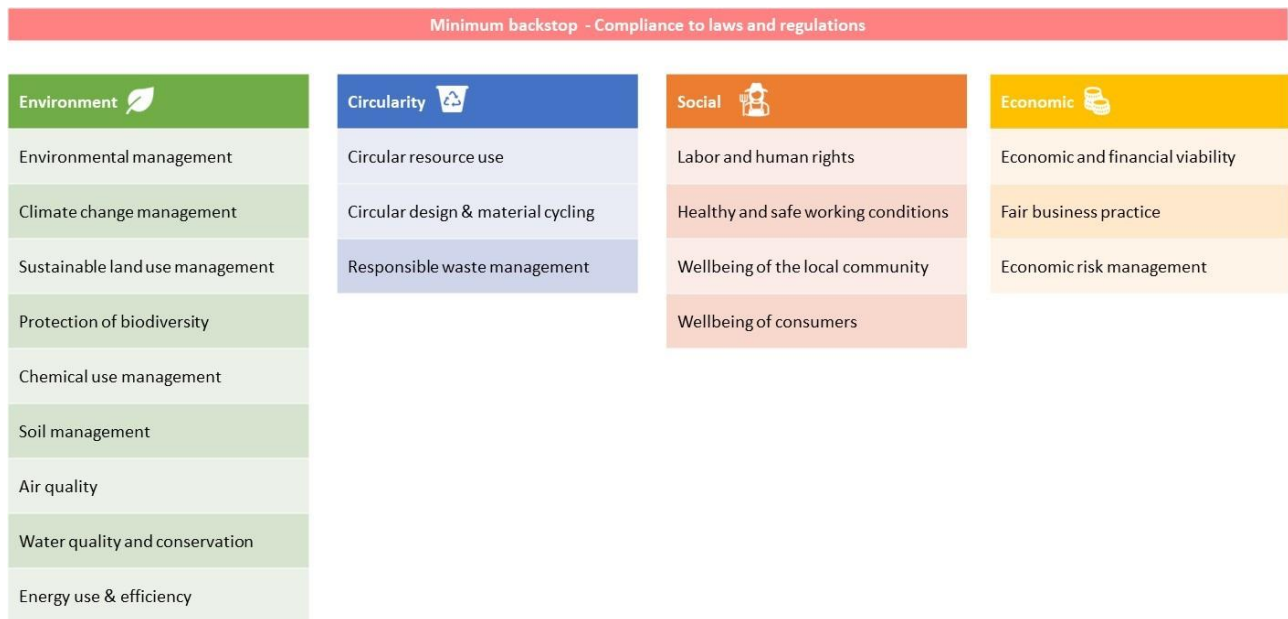 Minimum backstop - Compliance to laws and regulations
Environment
Environmental management
Climate change management
Sustainable land use management
Protection of biodiversity
Chemical use management
Soil management
Air quality
Water quality and conservation
Energy use & efficiency
Circularity
Circular resource use
Circular design & material cycling
Responsible waste management
Social
Labor and human rights
Healthy and safe working conditions
Wellbeing of the local community
Wellbeing of consumers
Economic
Economic and financial viability
Fair business practice
Economic risk management